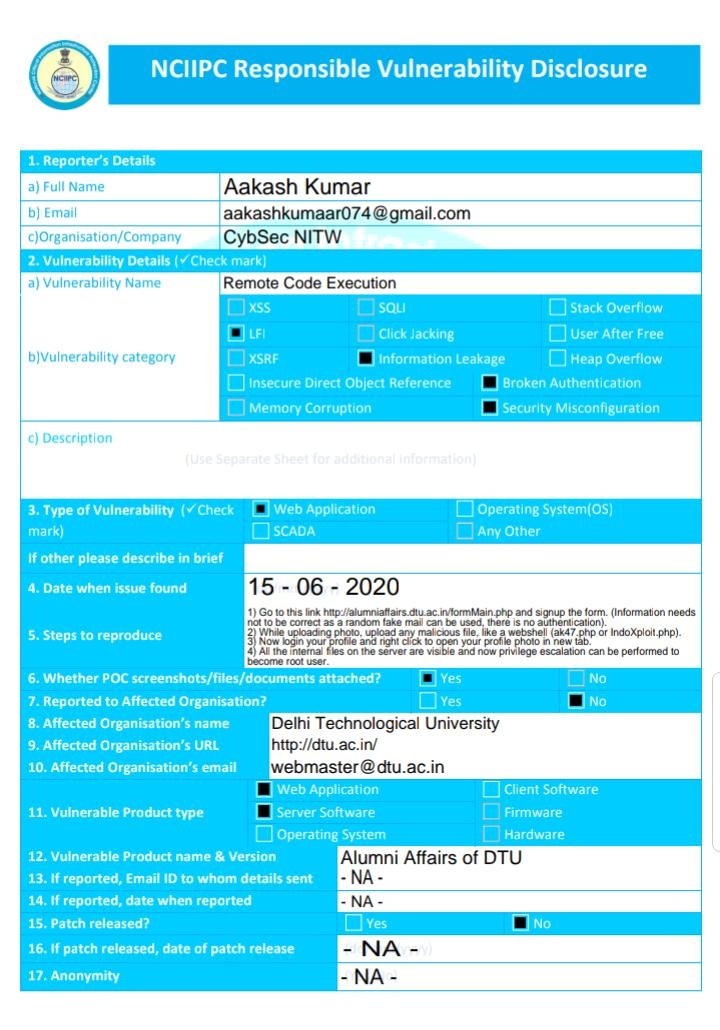 NCIIPC
NCIIPC Responsible Vulnerability Disclosure
1. Reporter's Details
a) Full Name Aakash Kumar
b) Email aakashkumaar074@gmail.com
c)Organisation/Company CybSec NITW
2. Vulnerability Details (✓Check mark)
a) Vulnerability Name Remote Code Execution
b)Vulnerability category
☐ XSS ☐ SQLI ☐ Stack Overflow
■ LFI ☐ Click Jacking ☐ User After Free
☐ XSRF ■ Information Leakage ☐ Heap Overflow
☐ Insecure Direct Object Reference ■ Broken Authentication
☐ Memory Corruption ■ Security Misconfiguration
c) Description
(Use Separate Sheet for additional information)
3. Type of Vulnerability (✓Check
mark)
■ Web Application ☐ Operating System(OS)
☐ SCADA ☐ Any Other
If other please describe in brief
4. Date when issue found 15 - 06 - 2020
5. Steps to reproduce
1) Go to this link http://alumniaffairs.dtu.ac.in/formMain.php and signup the form. (Information needs
not to be correct as a random fake mail can be used, there is no authentication).
2) While uploading photo, upload any malicious file, like a webshell (ak47.php or IndoXploit.php).
3) Now login your profile and right click to open your profile photo in new tab.
4) All the internal files on the server are visible and now privilege escalation can be performed to
become root user.
6. Whether POC screenshots/files/documents attached? ■ Yes ☐ No
7. Reported to Affected Organisation? ☐ Yes ■ No
8. Affected Organisation's name Delhi Technological University
9. Affected Organisation's URL http://dtu.ac.in/
10. Affected Organisation's email webmaster@dtu.ac.in
11. Vulnerable Product type
■ Web Application ☐ Client Software
■ Server Software ☐ Firmware
☐ Operating System ☐ Hardware
12. Vulnerable Product name & Version Alumni Affairs of DTU
13. If reported, Email ID to whom details sent - NA -
14. If reported, date when reported - NA -
15. Patch released? ☐ Yes ■ No
16. If patch released, date of patch release - NA -
17. Anonymity - NA -